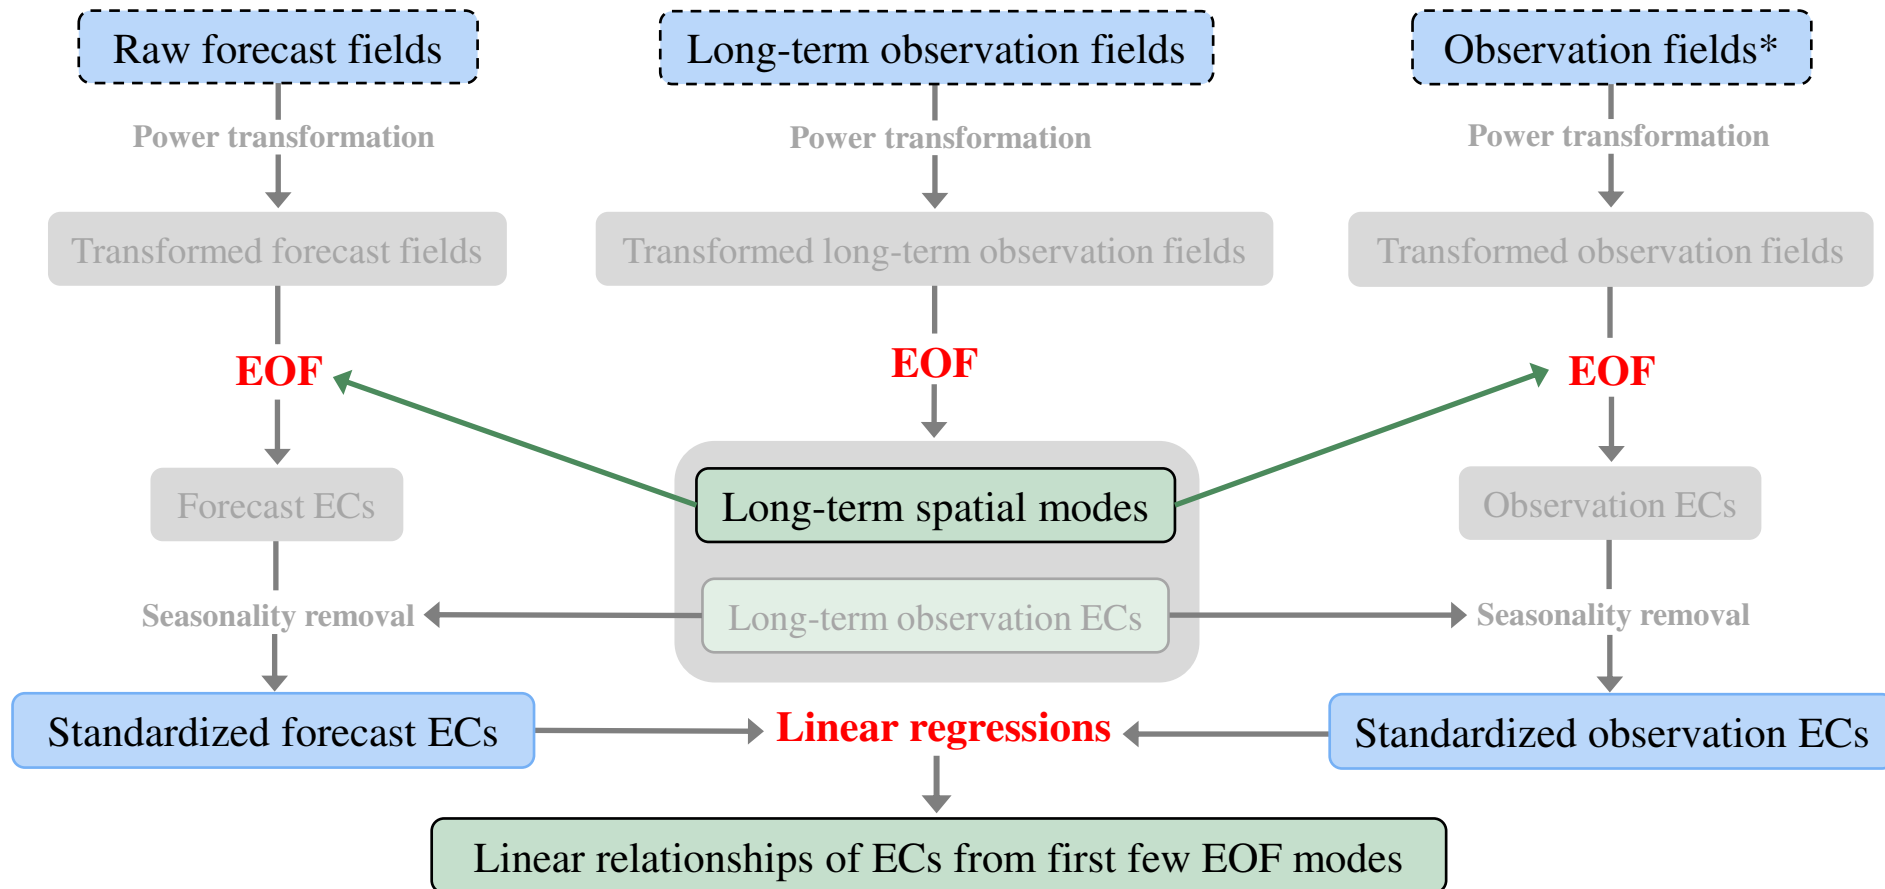 Raw forecast fields
Long-term observation fields
Observation fields*
Power transformation
Power transformation
Power transformation
Transformed forecast fields
Transformed long-term observation fields
Transformed observation fields
EOF
EOF
EOF
Forecast ECs
Long-term spatial modes
Observation ECs
Seasonality removal
Long-term observation ECs
Seasonality removal
Standardized forecast ECs
Linear regressions
Standardized observation ECs
Linear relationships of ECs from first few EOF modes